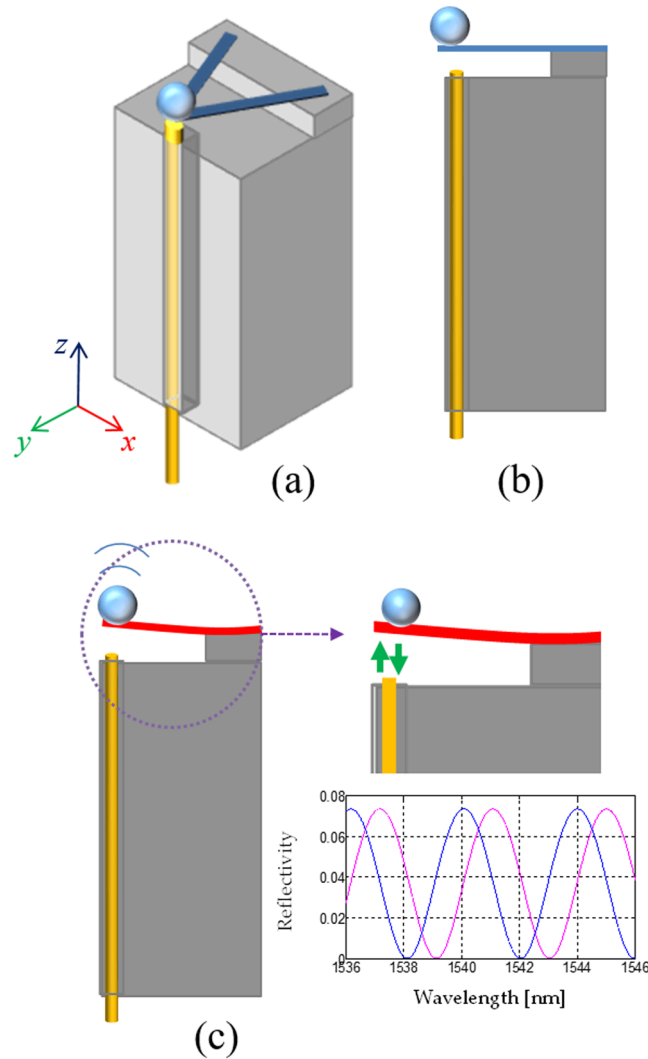 z
y
x
(a)
(b)
(c)
0.08
0.06
0.04
0.02
0
Reflectivity
1536 1538 1540 1542 1544 1546
Wavelength [nm]